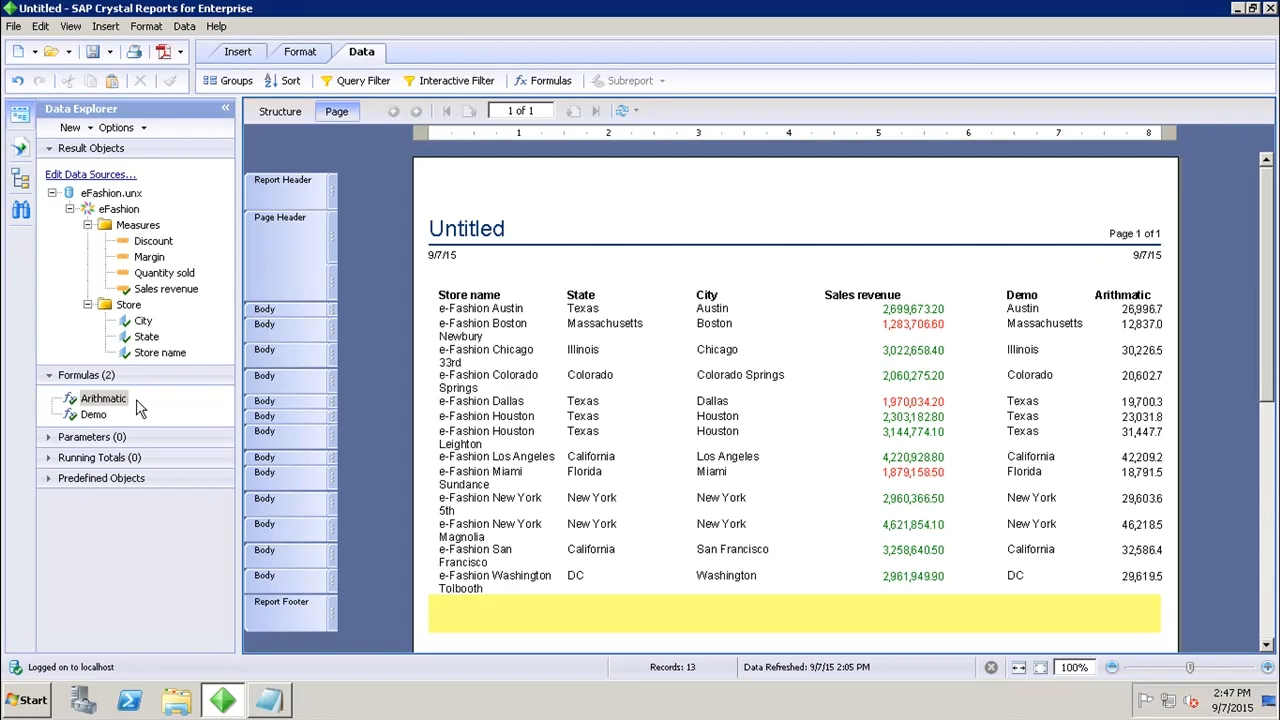 Untitled - SAP Crystal Reports for Enterprise
File Edit View Insert Format Data Help
Insert Format Data
Groups Sort Query Filter Interactive Filter Formulas Subreport
Data Explorer
Structure Page 1 of 1
New Options
1 2 3 4 5 6 7 8
Result Objects
Edit Data Sources...
eFashion.unx
eFashion
Measures
Discount
Margin
Quantity sold
Sales revenue
Store
City
State
Store name
Formulas (2)
Arithmatic
Demo
Parameters (0)
Running Totals (0)
Predefined Objects
Report Header
Page Header
Untitled
Page 1 of 1
9/7/15 9/7/15
Store name State City Sales revenue Demo Arithmatic
Body e-Fashion Austin Texas Austin 2,699,673.20 Austin 26,996.7
Body e-Fashion Boston Massachusetts Boston 1,283,706.60 Massachusetts 12,837.0
Newbury
Body e-Fashion Chicago Illinois Chicago 3,022,658.40 Illinois 30,226.5
33rd
Body e-Fashion Colorado Colorado Colorado Springs 2,060,275.20 Colorado 20,602.7
Springs
Body e-Fashion Dallas Texas Dallas 1,970,034.20 Texas 19,700.3
Body e-Fashion Houston Texas Houston 2,303,182.80 Texas 23,031.8
Body e-Fashion Houston Texas Houston 3,144,774.10 Texas 31,447.7
Leighton
Body e-Fashion Los Angeles California Los Angeles 4,220,928.80 California 42,209.2
Body e-Fashion Miami Florida Miami 1,879,158.50 Florida 18,791.5
Sundance
Body e-Fashion New York New York New York 2,960,366.50 New York 29,603.6
5th
Body e-Fashion New York New York New York 4,621,854.10 New York 46,218.5
Magnolia
Body e-Fashion San California San Francisco 3,258,640.50 California 32,586.4
Francisco
Body e-Fashion Washington DC Washington 2,961,949.90 DC 29,619.5
Tolbooth
Report Footer
Logged on to localhost Records: 13 Data Refreshed: 9/7/15 2:05 PM 100%
Start 2:47 PM
9/7/2015